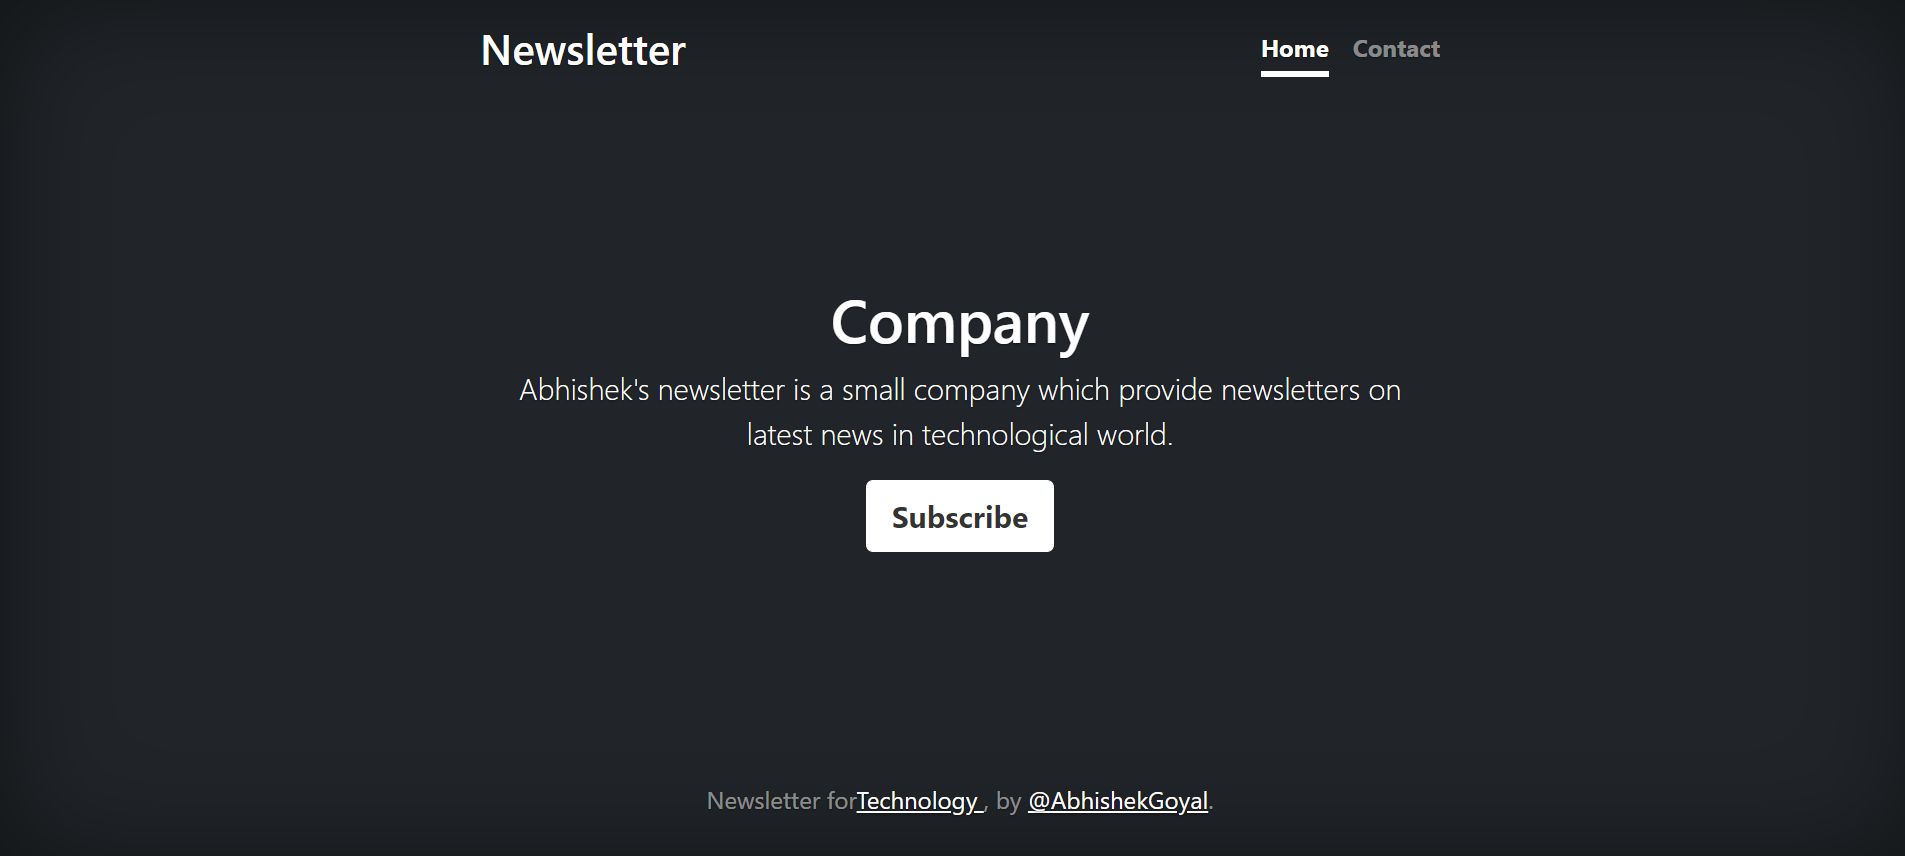 Newsletter
Home Contact
Company
Abhishek's newsletter is a small company which provide newsletters on
latest news in technological world.
Subscribe
Newsletter forTechnology , by @AbhishekGoyal.